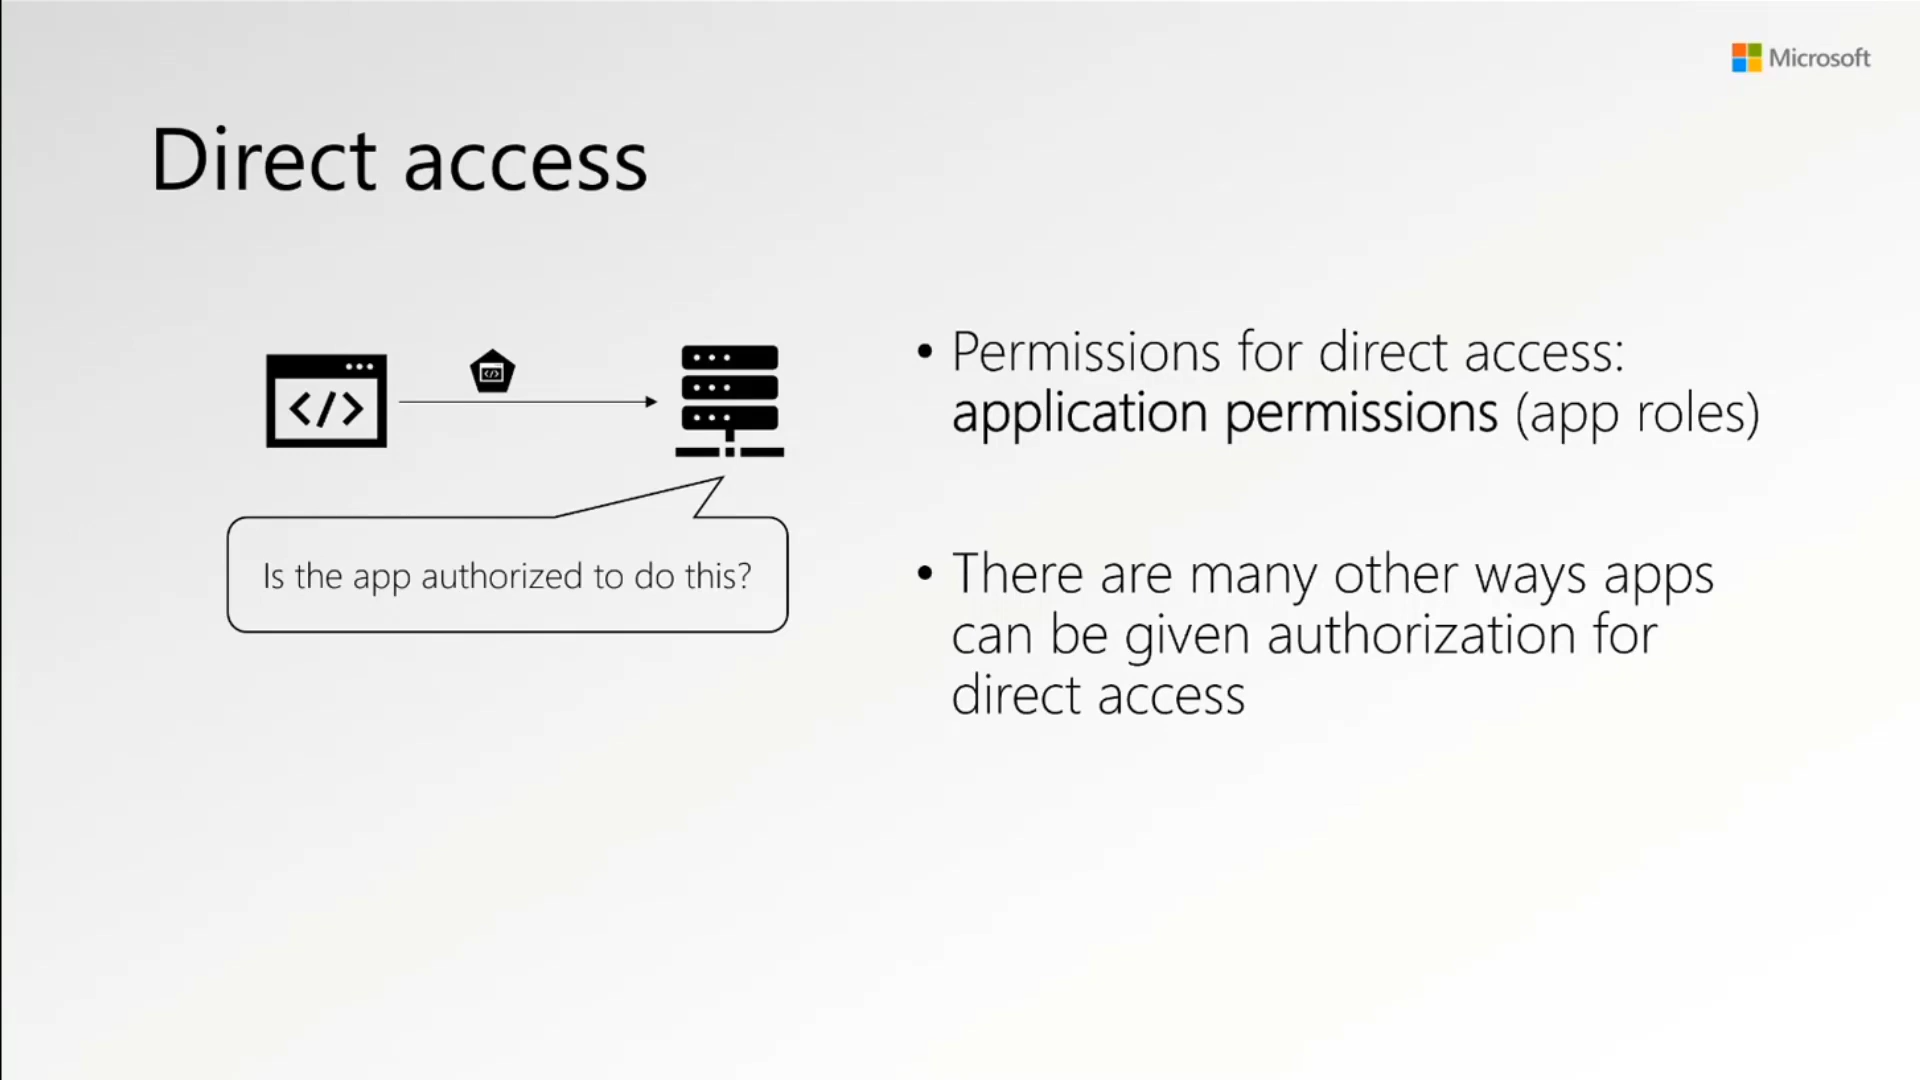 Microsoft
Direct access
Is the app authorized to do this?
• Permissions for direct access:
application permissions (app roles)
• There are many other ways apps
can be given authorization for
direct access